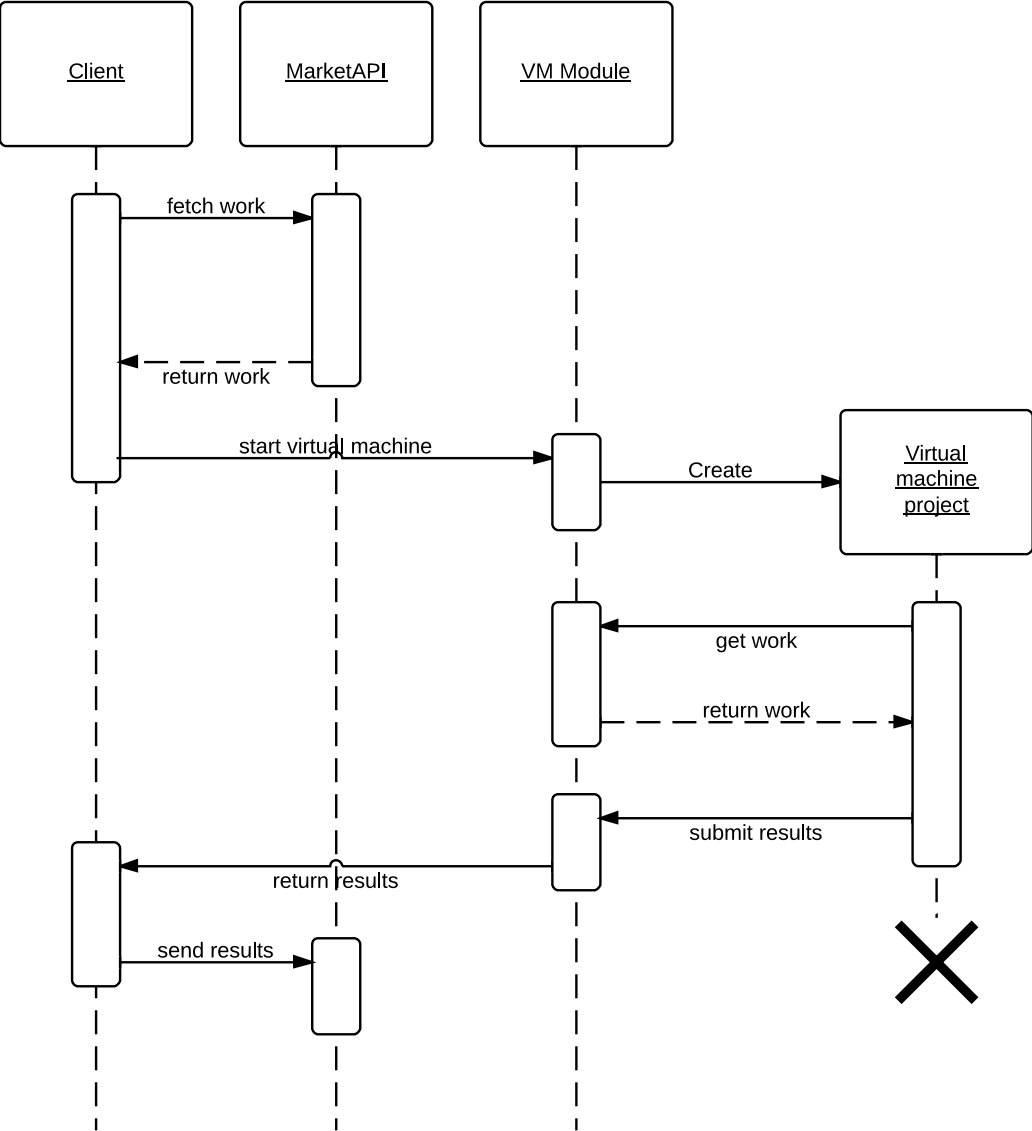 Client
MarketAPI
VM Module
fetch work
return work
start virtual machine
Create
Virtual
machine
project
get work
return work
submit results
return results
send results